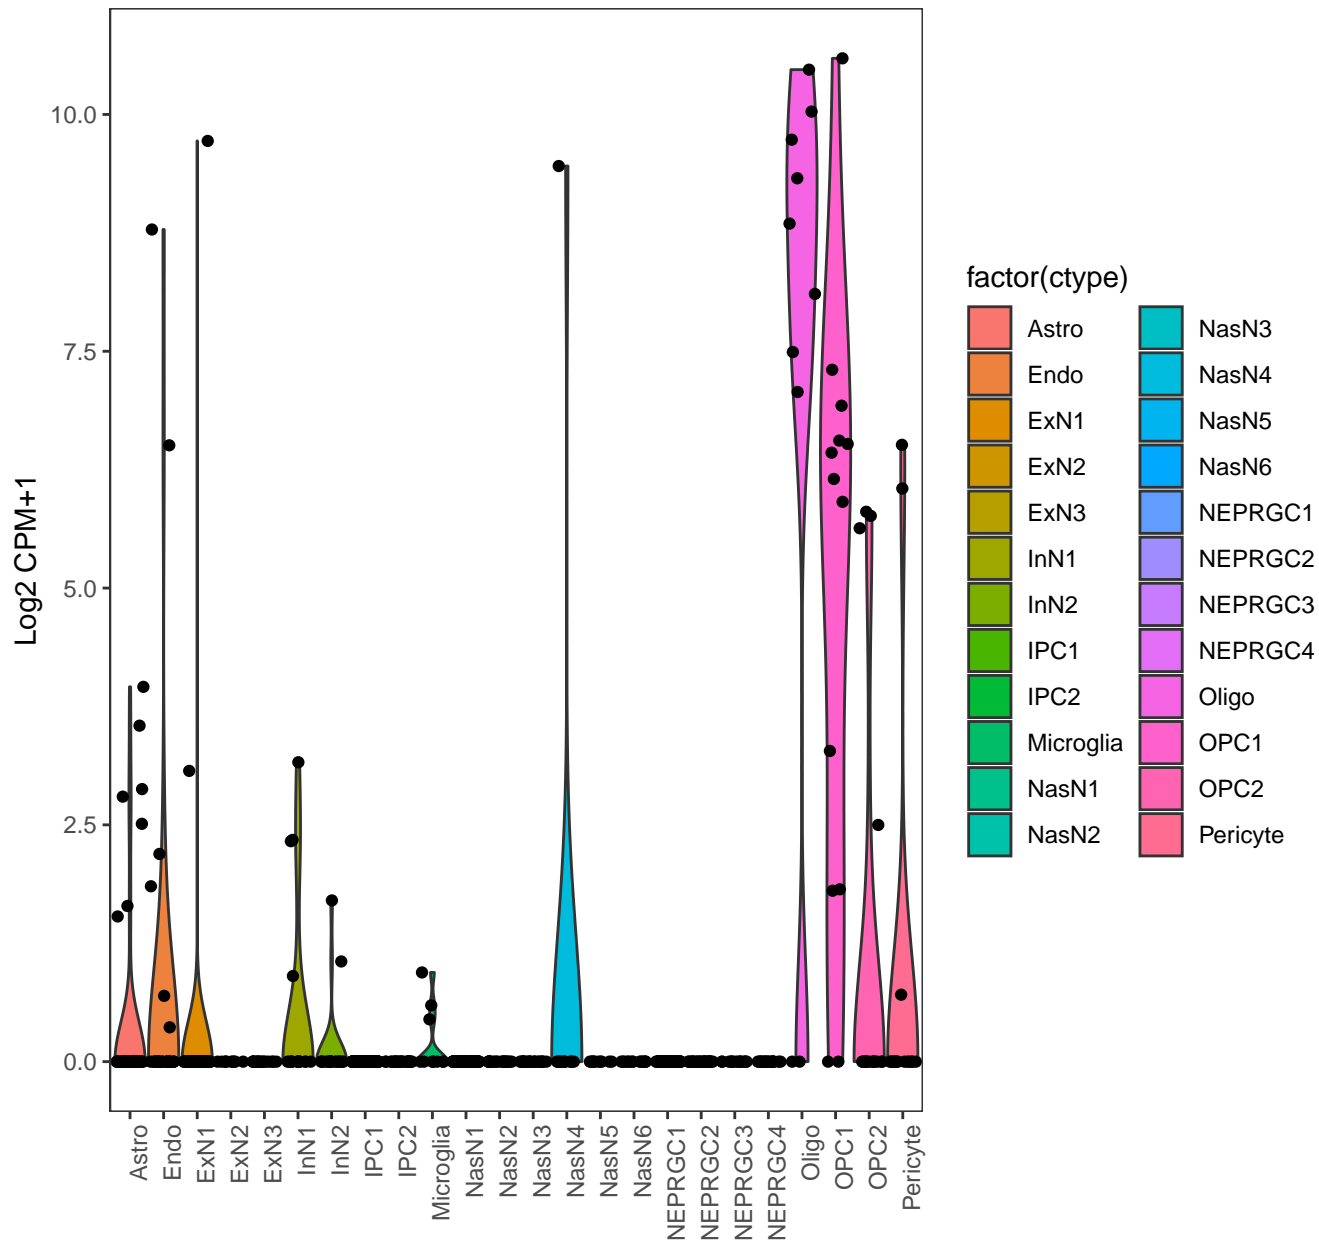 Log2 CPM+1
10.0
7.5
5.0
2.5
0.0
Astro
Endo
ExN1
ExN2
ExN3
InN1
InN2
IPC1
IPC2
Microglia
NasN1
NasN2
NasN3
NasN4
NasN5
NasN6
NEPRGC1
NEPRGC2
NEPRGC3
NEPRGC4
Oligo
OPC1
OPC2
Pericyte
factor(ctype)
Astro
Endo
ExN1
ExN2
ExN3
InN1
InN2
IPC1
IPC2
Microglia
NasN1
NasN2
NasN3
NasN4
NasN5
NasN6
NEPRGC1
NEPRGC2
NEPRGC3
NEPRGC4
Oligo
OPC1
OPC2
Pericyte